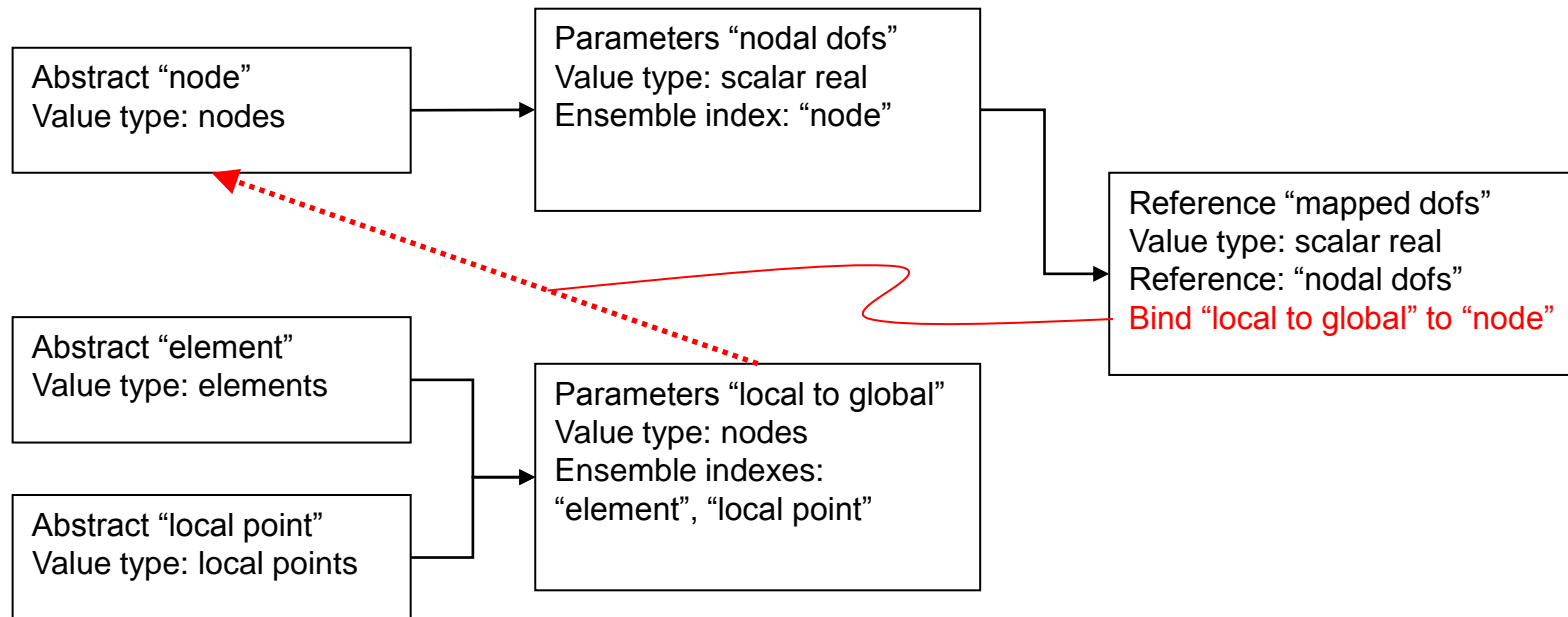 Abstract “node”
Value type: nodes
Parameters “nodal dofs”
Value type: scalar real
Ensemble index: “node”
Reference “mapped dofs”
Value type: scalar real
Reference: “nodal dofs”
Bind “local to global” to “node”
Abstract “element”
Value type: elements
Parameters “local to global”
Value type: nodes
Ensemble indexes:
“element”, “local point”
Abstract “local point”
Value type: local points